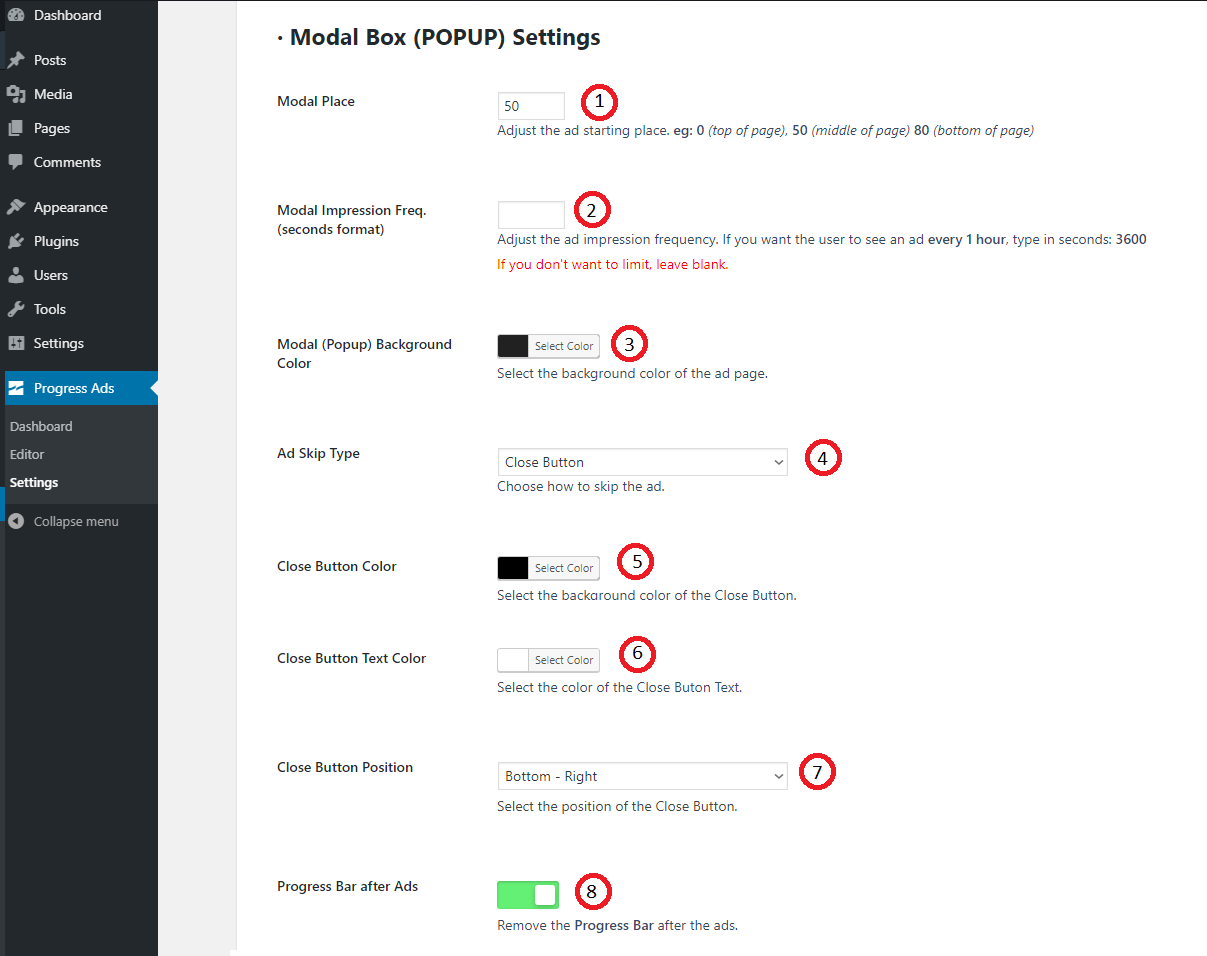 Dashboard
Posts
Media
Pages
Comments
Appearance
Plugins
Users
Tools
Settings
Progress Ads
Dashboard
Editor
Settings
Collapse menu
· Modal Box (POPUP) Settings
Modal Place
50
1
Adjust the ad starting place. eg: 0 (top of page), 50 (middle of page) 80 (bottom of page)
Modal Impression Freq.
(seconds format)
2
Adjust the ad impression frequency. If you want the user to see an ad every 1 hour, type in seconds: 3600
If you don't want to limit, leave blank.
Modal (Popup) Background
Color
Select Color
3
Select the background color of the ad page.
Ad Skip Type
Close Button
4
Choose how to skip the ad.
Close Button Color
Select Color
5
Select the background color of the Close Button.
Close Button Text Color
Select Color
6
Select the color of the Close Buton Text.
Close Button Position
Bottom - Right
7
Select the position of the Close Button.
Progress Bar after Ads
8
Remove the Progress Bar after the ads.